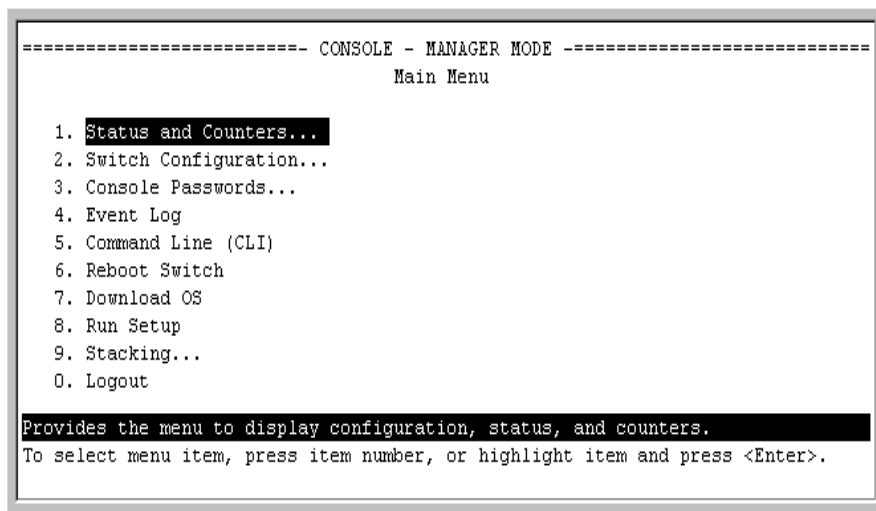 ==========================- CONSOLE - MANAGER MODE -============================
Main Menu
1. Status and Counters...
2. Switch Configuration...
3. Console Passwords...
4. Event Log
5. Command Line (CLI)
6. Reboot Switch
7. Download OS
8. Run Setup
9. Stacking...
0. Logout
Provides the menu to display configuration, status, and counters.
To select menu item, press item number, or highlight item and press <Enter>.